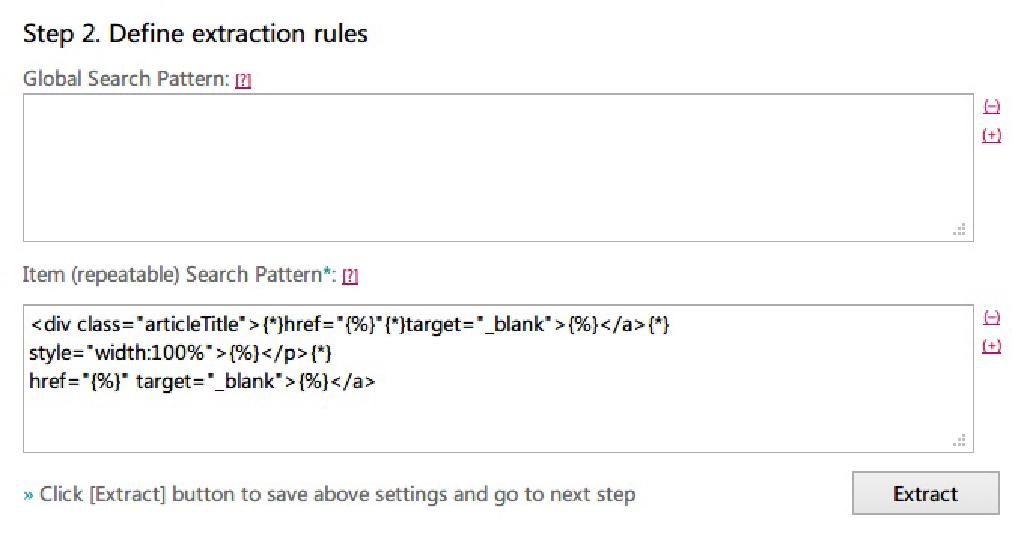 Step 2. Define extraction rules
Global Search Pattern: [?]
(-)
(+)
Item (repeatable) Search Pattern*: [?]
<div class="articleTitle">{*}href="{%}"{*}target="_blank">{%}</a>{*}
style="width:100%">{%}</p>{*}
href="{%}" target="_blank">{%}</a>
(-)
(+)
» Click [Extract] button to save above settings and go to next step
Extract